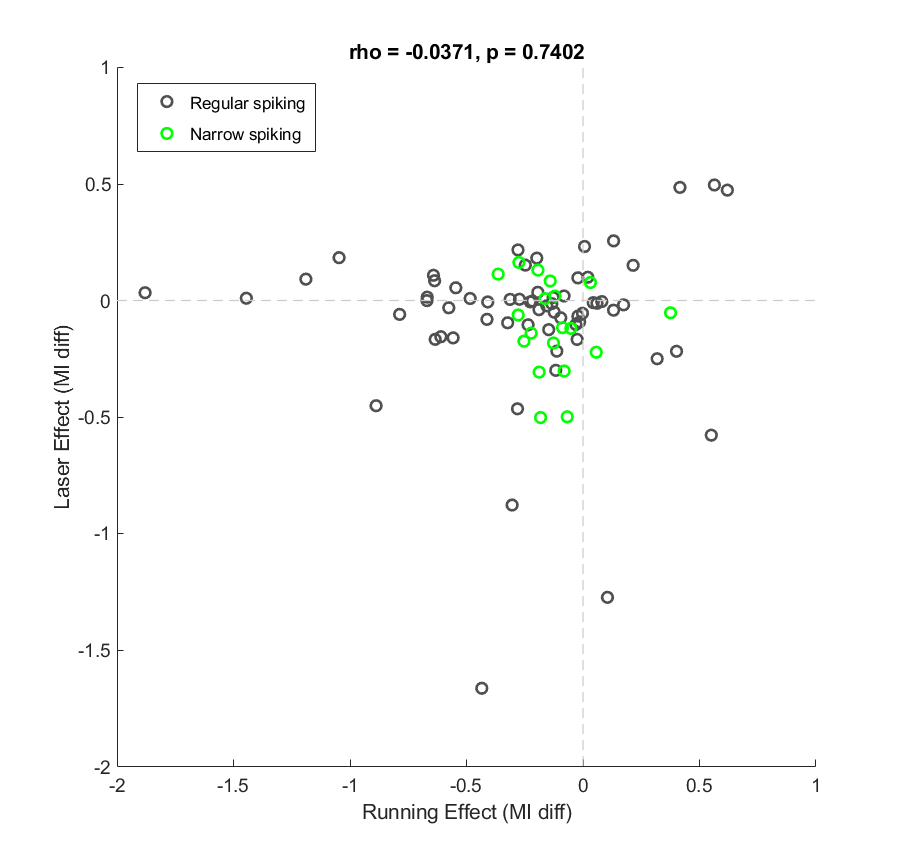 rho = -0.0371, p = 0.7402
1
Regular spiking
Narrow spiking
0.5
0
-0.5
-1
-1.5
-2
Laser Effect (MI diff)
-2 -1.5 -1 -0.5 0 0.5 1
Running Effect (MI diff)